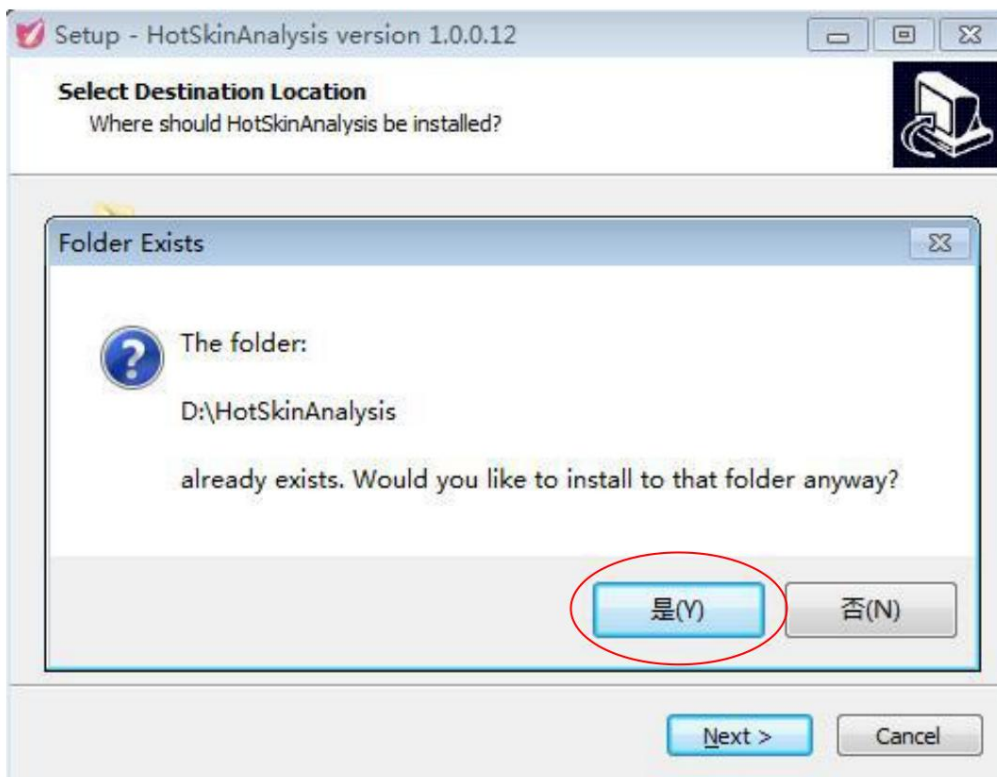 Setup - HotSkinAnalysis version 1.0.0.12
Select Destination Location
Where should HotSkinAnalysis be installed?
Folder Exists
The folder:
D:\HotSkinAnalysis
already exists. Would you like to install to that folder anyway?
是(Y)
否(N)
Next >
Cancel